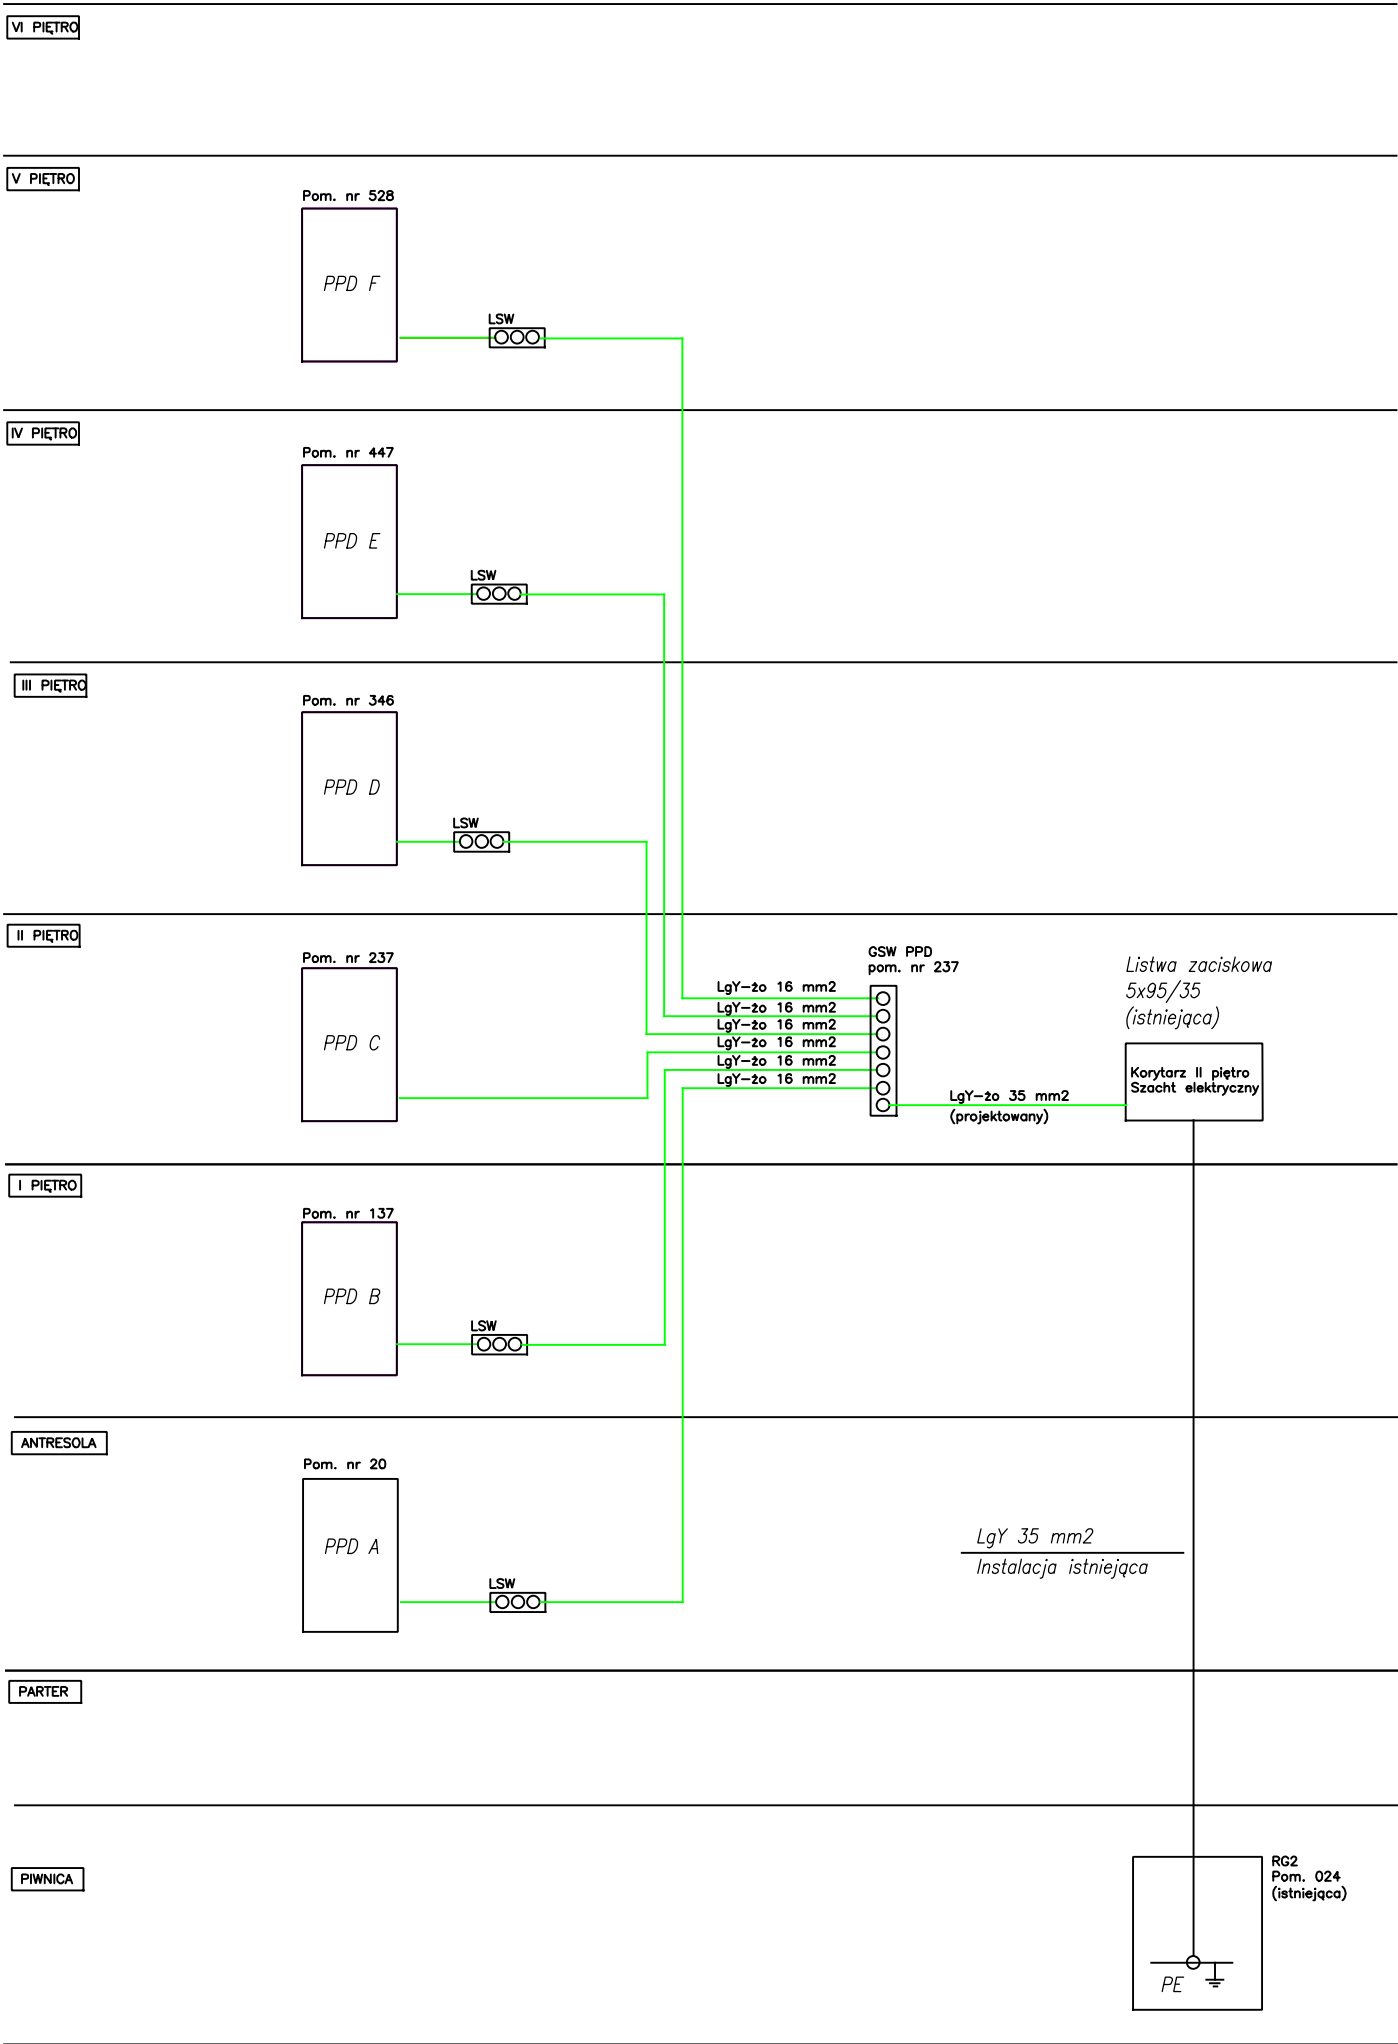 VI PIĘTRO
V PIĘTRO
Pom. nr 528
PPD F
LSW
IV PIĘTRO
Pom. nr 447
PPD E
LSW
III PIĘTRO
Pom. nr 346
PPD D
LSW
II PIĘTRO
Pom. nr 237
PPD C
GSW PPD
pom. nr 237
LgY-żo 16 mm2
LgY-żo 16 mm2
LgY-żo 16 mm2
LgY-żo 16 mm2
LgY-żo 16 mm2
LgY-żo 16 mm2
Listwa zaciskowa
5x95/35
(istniejąca)
Korytarz II piętro
Szacht elektryczny
LgY-żo 35 mm2
(projektowany)
I PIĘTRO
Pom. nr 137
PPD B
LSW
ANTRESOLA
Pom. nr 20
PPD A
LSW
LgY 35 mm2
Instalacja istniejąca
PARTER
PIWNICA
RG2
Pom. 024
(istniejąca)
PE